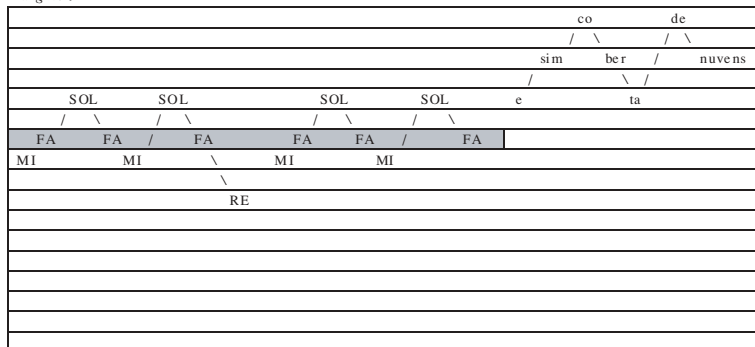 co de
/ \ / \
sim ber / nuvens
/ \ /
SOL SOL SOL SOL e ta
/ \ / \ / \ / \
FA FA / FA FA FA / FA
MI MI \ MI MI
\
RE